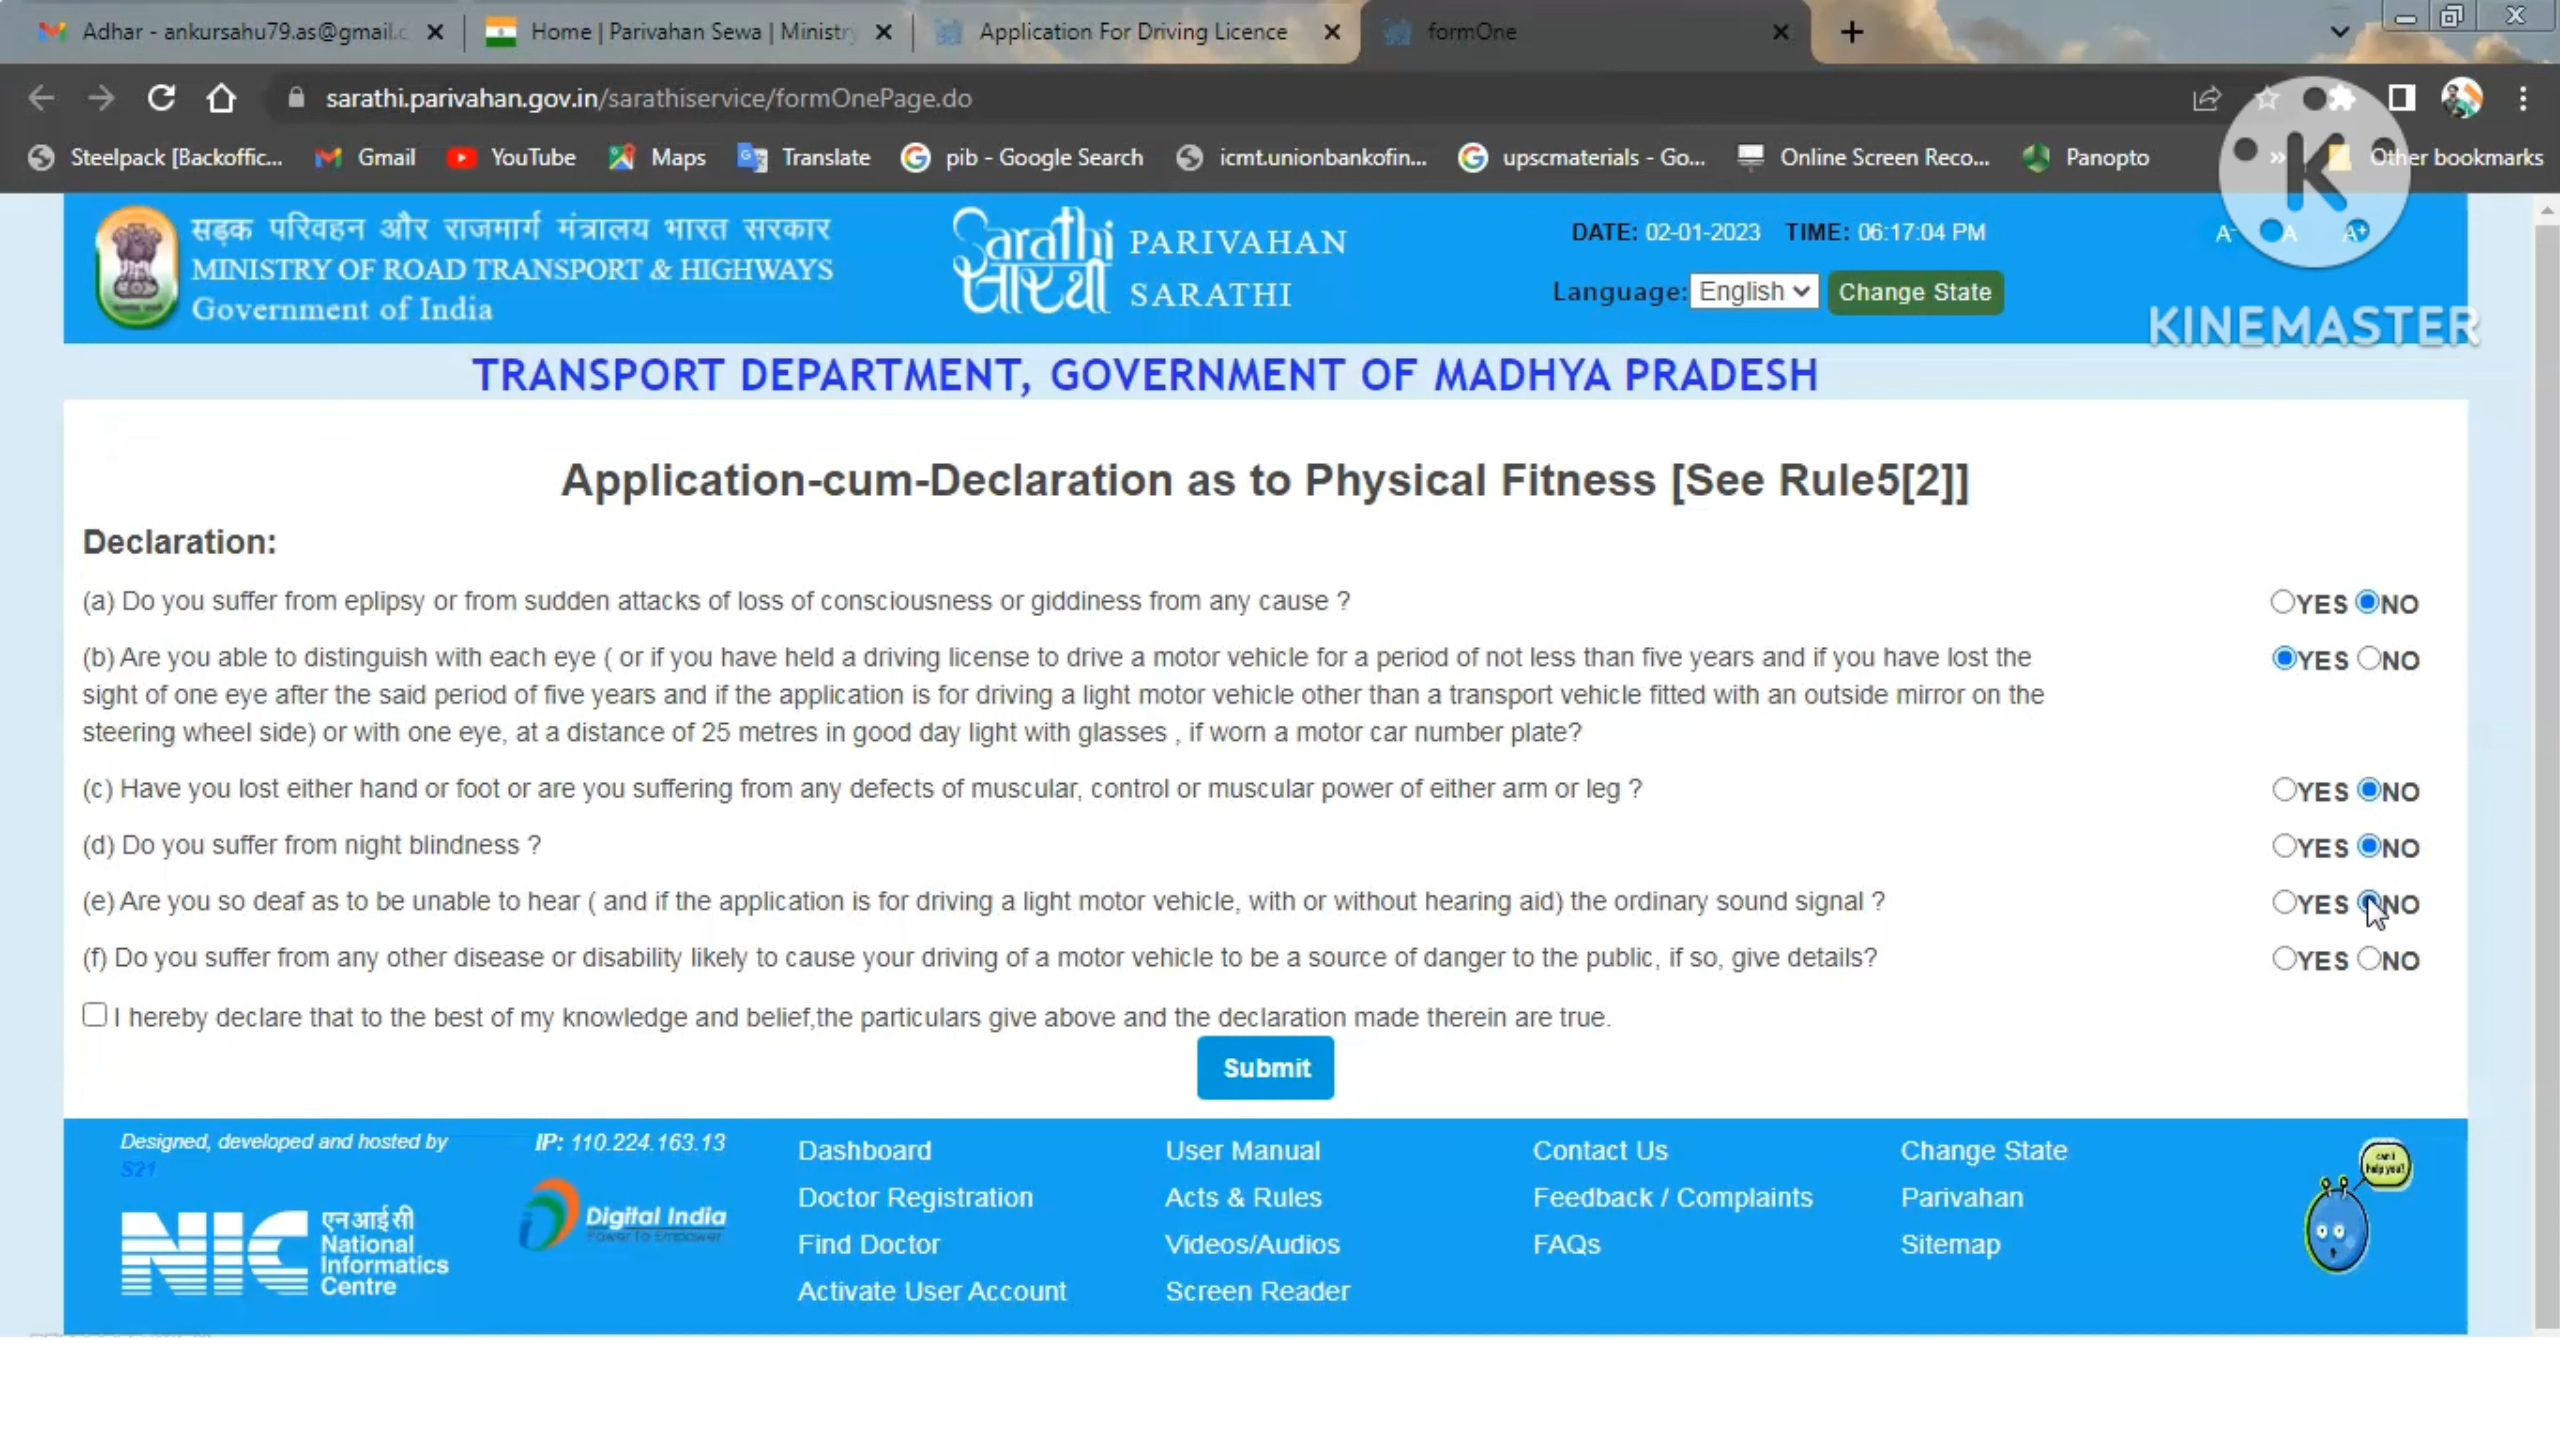 Adhar - ankursahu79.as@gmail.c
Home | Parivahan Sewa | Ministry
Application For Driving Licence
formOne
sarathi.parivahan.gov.in/sarathiservice/formOnePage.do
Steelpack [Backoffic...
Gmail
YouTube
Maps
Translate
pib - Google Search
icmt.unionbankofin...
upscmaterials - Go...
Online Screen Reco...
Panopto
»
Other bookmarks
K
KINEMASTER
सड़क परिवहन और राजमार्ग मंत्रालय भारत सरकार
MINISTRY OF ROAD TRANSPORT & HIGHWAYS
Government of India
Sarathi
सारथी
PARIVAHAN
SARATHI
DATE: 02-01-2023 TIME: 06:17:04 PM
A- A A+
Language: English Change State
TRANSPORT DEPARTMENT, GOVERNMENT OF MADHYA PRADESH
Application-cum-Declaration as to Physical Fitness [See Rule5[2]]
Declaration:
(a) Do you suffer from eplipsy or from sudden attacks of loss of consciousness or giddiness from any cause ? YES NO
(b) Are you able to distinguish with each eye ( or if you have held a driving license to drive a motor vehicle for a period of not less than five years and if you have lost the YES NO
sight of one eye after the said period of five years and if the application is for driving a light motor vehicle other than a transport vehicle fitted with an outside mirror on the
steering wheel side) or with one eye, at a distance of 25 metres in good day light with glasses , if worn a motor car number plate?
(c) Have you lost either hand or foot or are you suffering from any defects of muscular, control or muscular power of either arm or leg ? YES NO
(d) Do you suffer from night blindness ? YES NO
(e) Are you so deaf as to be unable to hear ( and if the application is for driving a light motor vehicle, with or without hearing aid) the ordinary sound signal ? YES NO
(f) Do you suffer from any other disease or disability likely to cause your driving of a motor vehicle to be a source of danger to the public, if so, give details? YES NO
I hereby declare that to the best of my knowledge and belief,the particulars give above and the declaration made therein are true.
Submit
Designed, developed and hosted by
S21
NIC
एन आई सी
National
Informatics
Centre
IP: 110.224.163.13
Digital India
Power To Empower
Dashboard
Doctor Registration
Find Doctor
Activate User Account
User Manual
Acts & Rules
Videos/Audios
Screen Reader
Contact Us
Feedback / Complaints
FAQs
Change State
Parivahan
Sitemap
can I
help you?